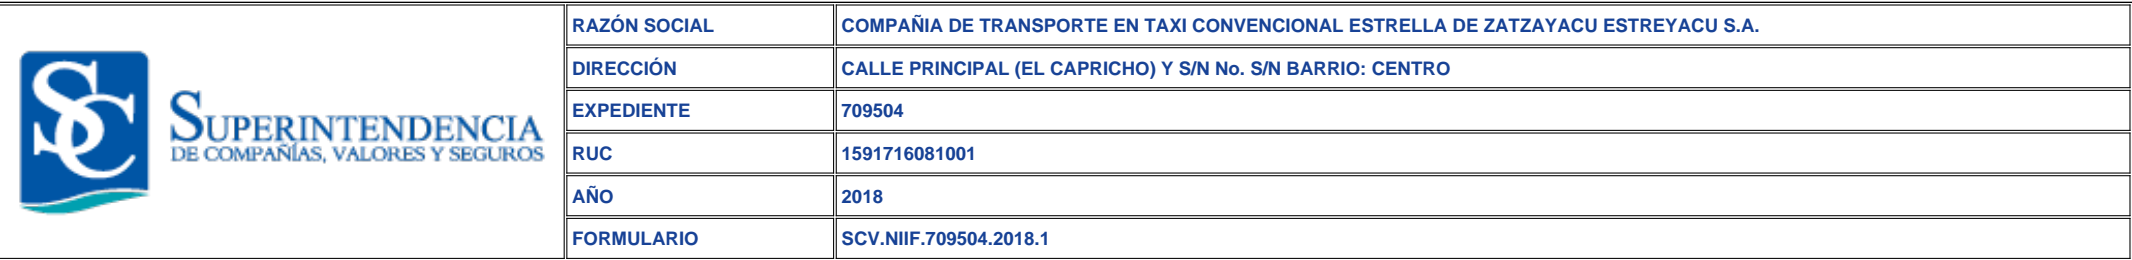 SC
SUPERINTENDENCIA
DE COMPAÑÍAS, VALORES Y SEGUROS
RAZÓN SOCIAL COMPAÑIA DE TRANSPORTE EN TAXI CONVENCIONAL ESTRELLA DE ZATZAYACU ESTREYACU S.A.
DIRECCIÓN CALLE PRINCIPAL (EL CAPRICHO) Y S/N No. S/N BARRIO: CENTRO
EXPEDIENTE 709504
RUC 1591716081001
AÑO 2018
FORMULARIO SCV.NIIF.709504.2018.1